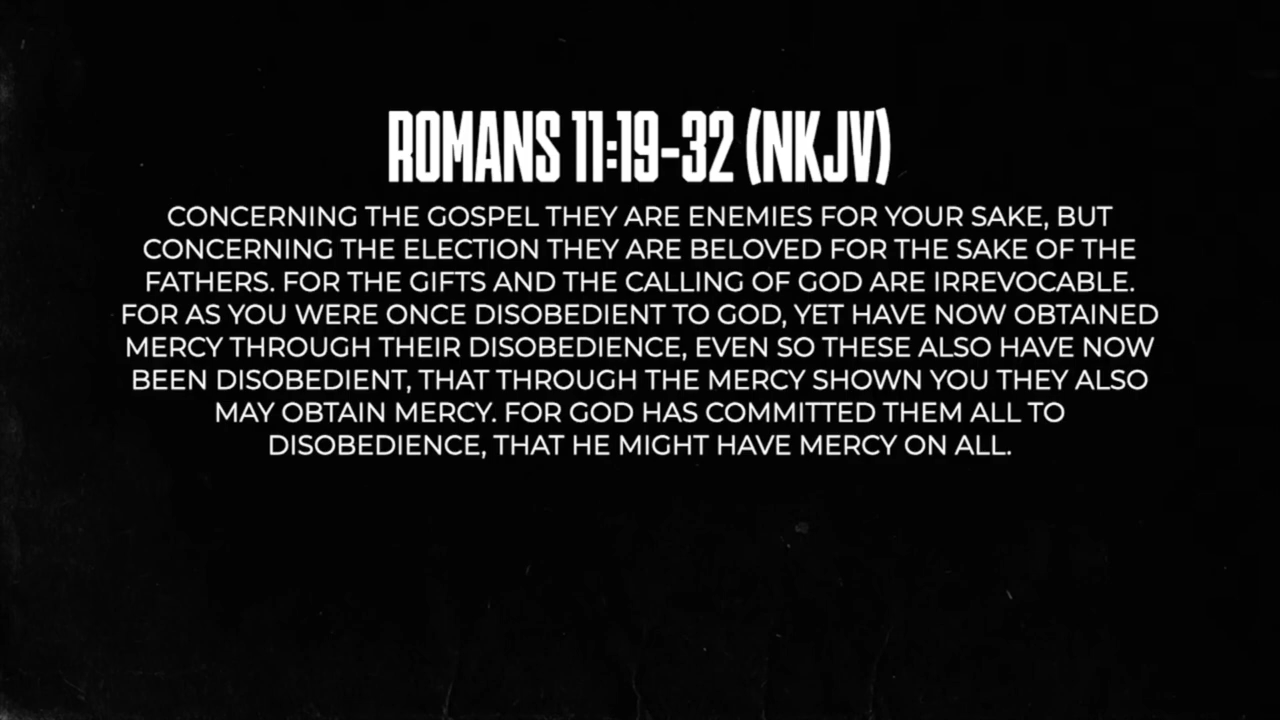 ROMANS 11:19-32 (NKJV)
CONCERNING THE GOSPEL THEY ARE ENEMIES FOR YOUR SAKE, BUT
CONCERNING THE ELECTION THEY ARE BELOVED FOR THE SAKE OF THE
FATHERS. FOR THE GIFTS AND THE CALLING OF GOD ARE IRREVOCABLE.
FOR AS YOU WERE ONCE DISOBEDIENT TO GOD, YET HAVE NOW OBTAINED
MERCY THROUGH THEIR DISOBEDIENCE, EVEN SO THESE ALSO HAVE NOW
BEEN DISOBEDIENT, THAT THROUGH THE MERCY SHOWN YOU THEY ALSO
MAY OBTAIN MERCY. FOR GOD HAS COMMITTED THEM ALL TO
DISOBEDIENCE, THAT HE MIGHT HAVE MERCY ON ALL.